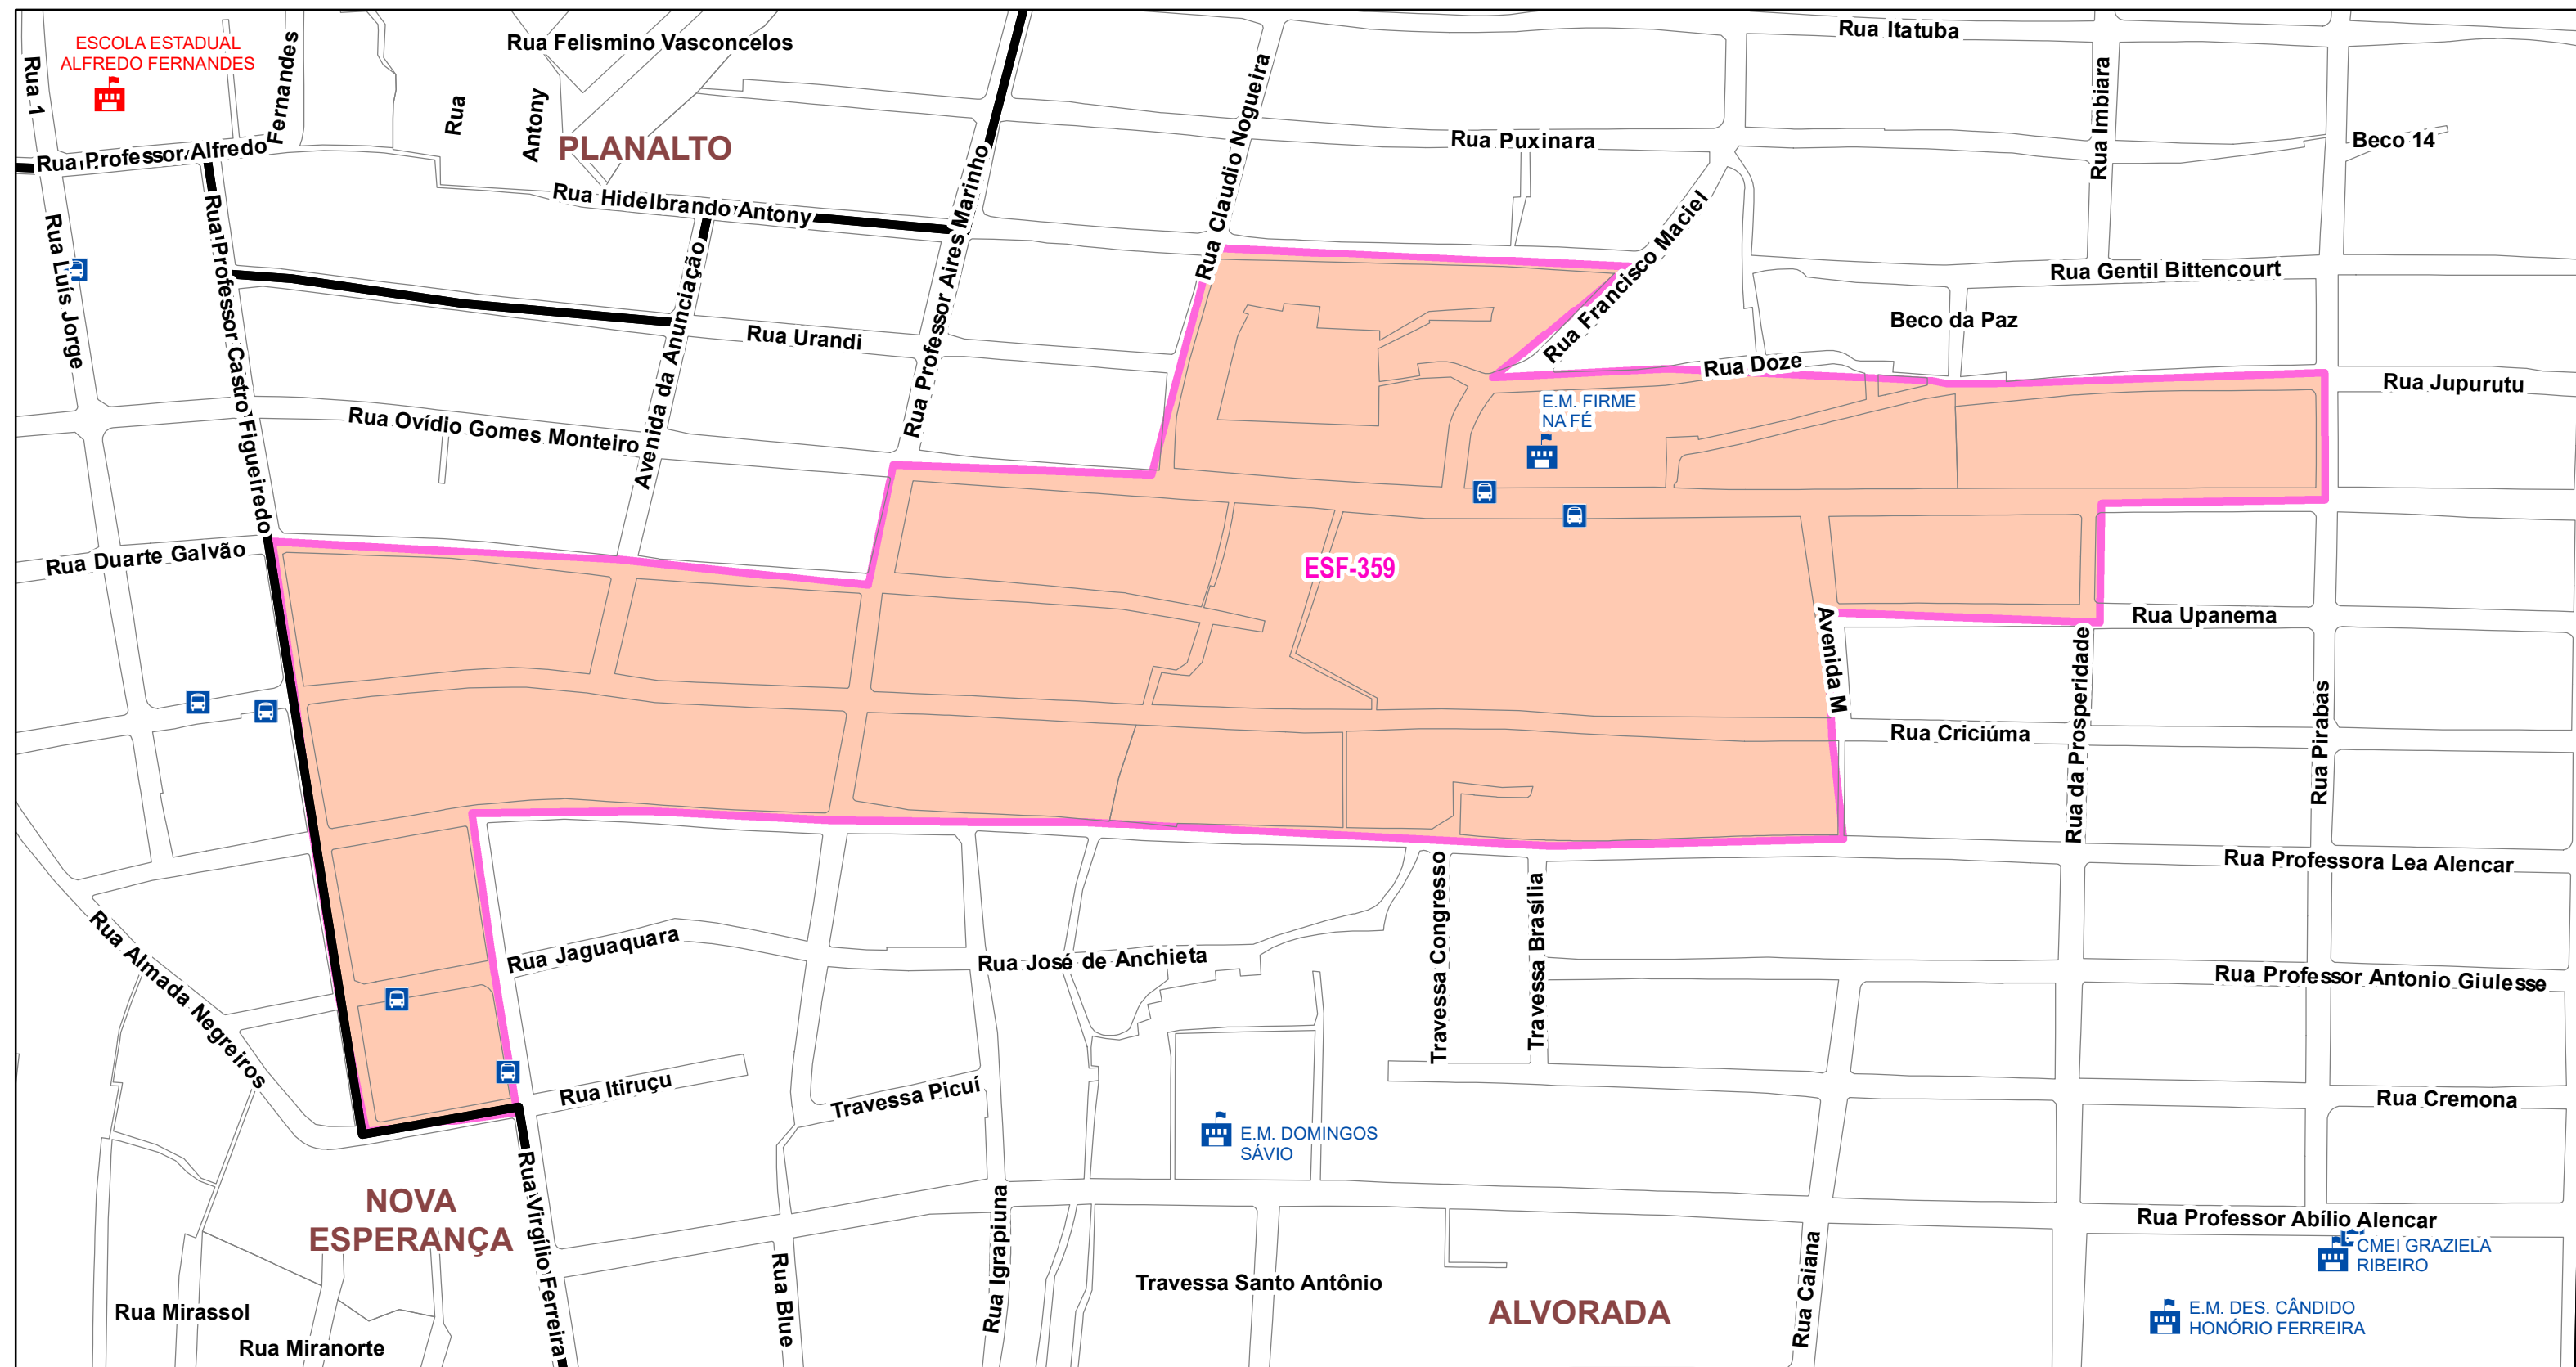 Rua Itatuba
ESCOLA ESTADUAL
ALFREDO FERNANDES
Rua Felismino Vasconcelos
Rua 1
Fernandes
Rua
Antony
PLANALTO
Rua Claudio Nogueira
Rua Puxinara
Rua Imbiara
Beco 14
Rua Professor Alfredo
Rua Hidelbrando Antony
Rua Professor Aires Marinho
Rua Francisco Maciel
Rua Luís Jorge
Rua Professor Castro Figueiredo
Avenida da Anunciação
Rua Gentil Bittencourt
Beco da Paz
Rua Urandi
Rua Doze
Rua Jupurutu
E.M. FIRME
NA FÉ
Rua Ovídio Gomes Monteiro
Rua Duarte Galvão
ESF-359
Rua Upanema
Avenida M
Rua da Prosperidade
Rua Pirabas
Rua Criciúma
Rua Professora Lea Alencar
Rua Almada Negreiros
Rua Jaguaquara
Rua José de Anchieta
Travessa Congresso
Travessa Brasília
Rua Professor Antonio Giulesse
Rua Itiruçu
Travessa Picuí
Rua Cremona
E.M. DOMINGOS
SÁVIO
NOVA
ESPERANÇA
Rua Virgílio Ferreira
Rua Igrapiuna
Rua Blue
Rua Professor Abílio Alencar
CMEI GRAZIELA
RIBEIRO
Travessa Santo Antônio
Rua Caiana
ALVORADA
E.M. DES. CÂNDIDO
HONÓRIO FERREIRA
Rua Mirassol
Rua Miranorte